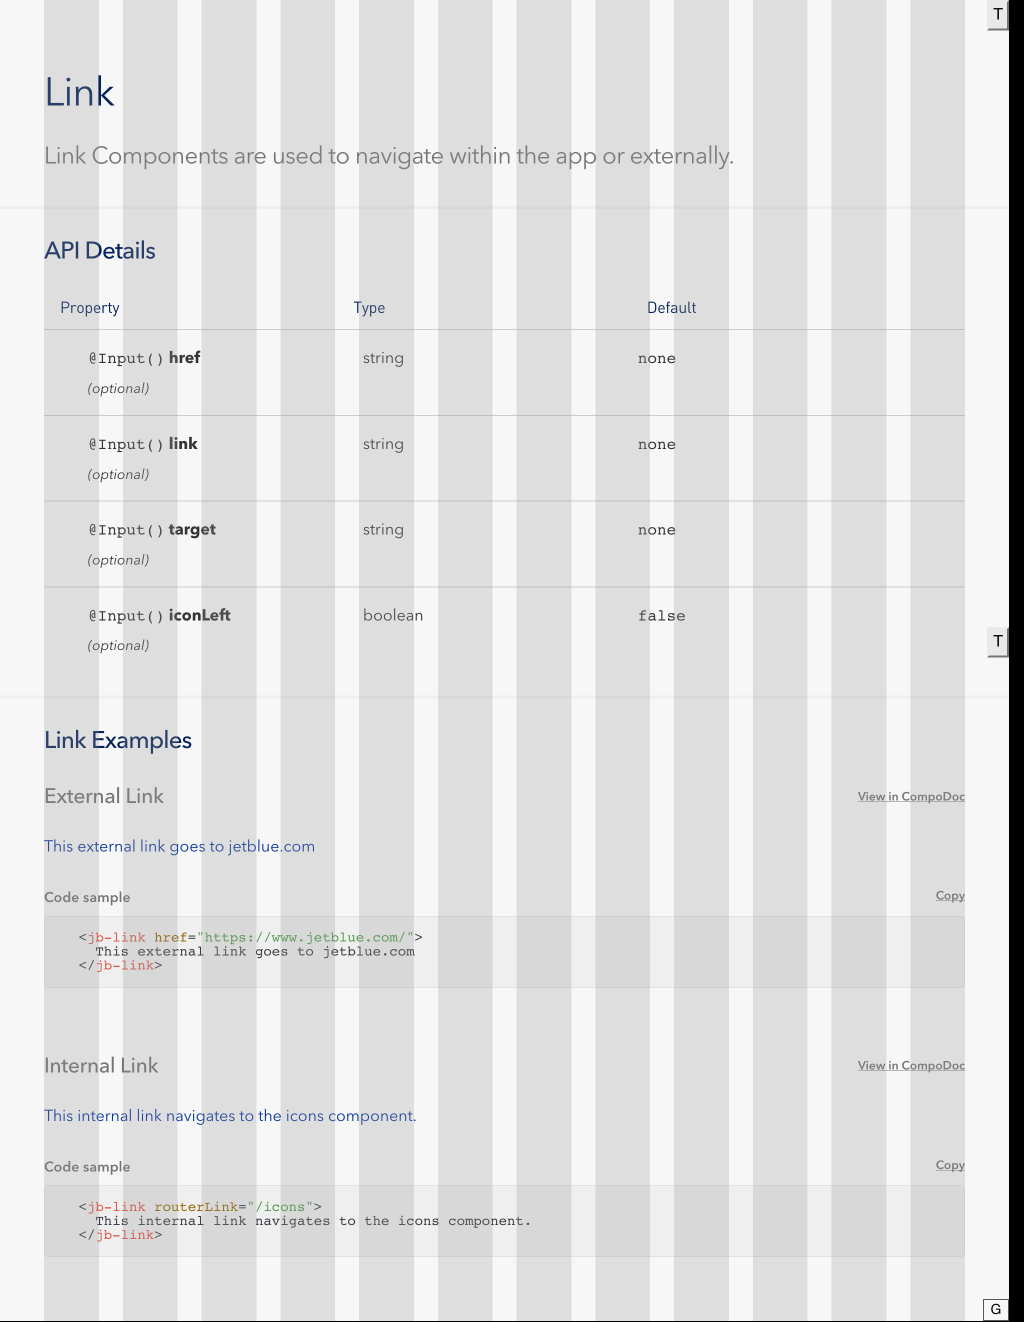 T
Link
Link Components are used to navigate within the app or externally.
API Details
Property Type Default
@Input() href string none
(optional)
@Input() link string none
(optional)
@Input() target string none
(optional)
@Input() iconLeft boolean false
(optional)
T
Link Examples
External Link View in CompoDoc
This external link goes to jetblue.com
Code sample Copy
<jb-link href="https://www.jetblue.com/">
  This external link goes to jetblue.com
</jb-link>
Internal Link View in CompoDoc
This internal link navigates to the icons component.
Code sample Copy
<jb-link routerLink="/icons">
  This internal link navigates to the icons component.
</jb-link>
G